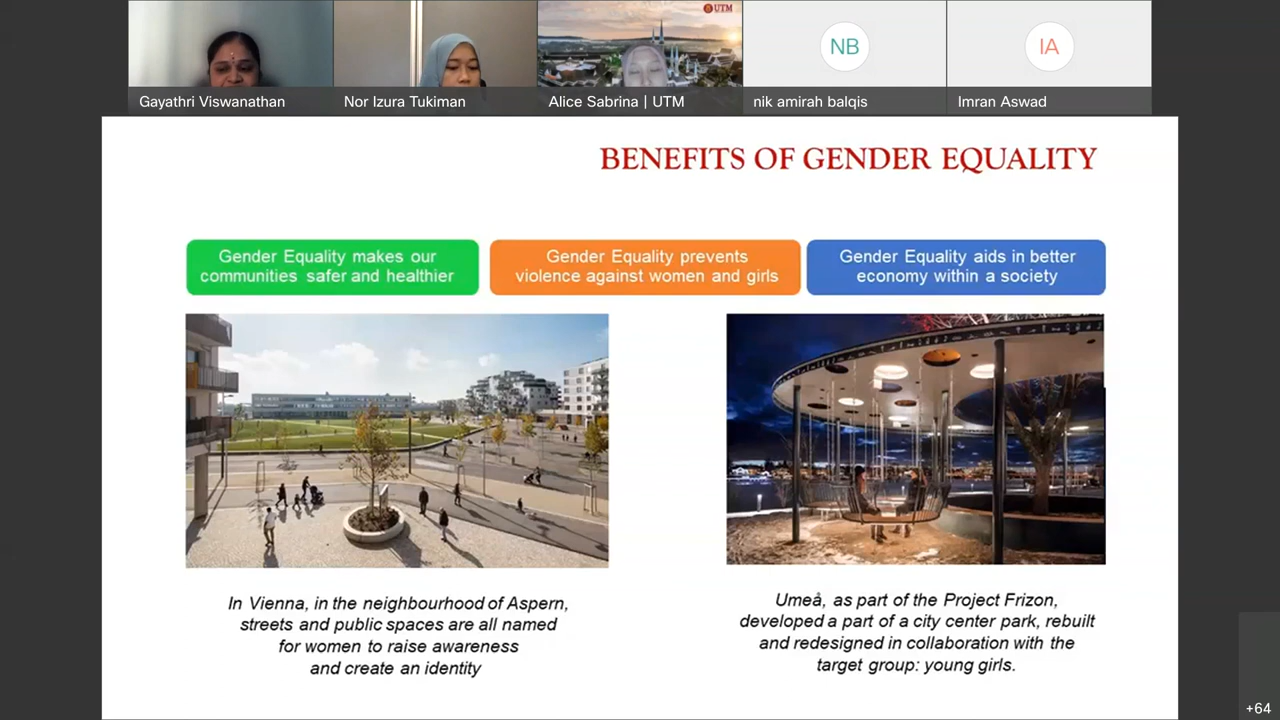 UTM
NB
IA
Gayathri Viswanathan
Nor Izura Tukiman
Alice Sabrina | UTM
nik amirah balqis
Imran Aswad
BENEFITS OF GENDER EQUALITY
Gender Equality makes our
communities safer and healthier
Gender Equality prevents
violence against women and girls
Gender Equality aids in better
economy within a society
In Vienna, in the neighbourhood of Aspern,
streets and public spaces are all named
for women to raise awareness
and create an identity
Umeå, as part of the Project Frizon,
developed a part of a city center park, rebuilt
and redesigned in collaboration with the
target group: young girls.
+64